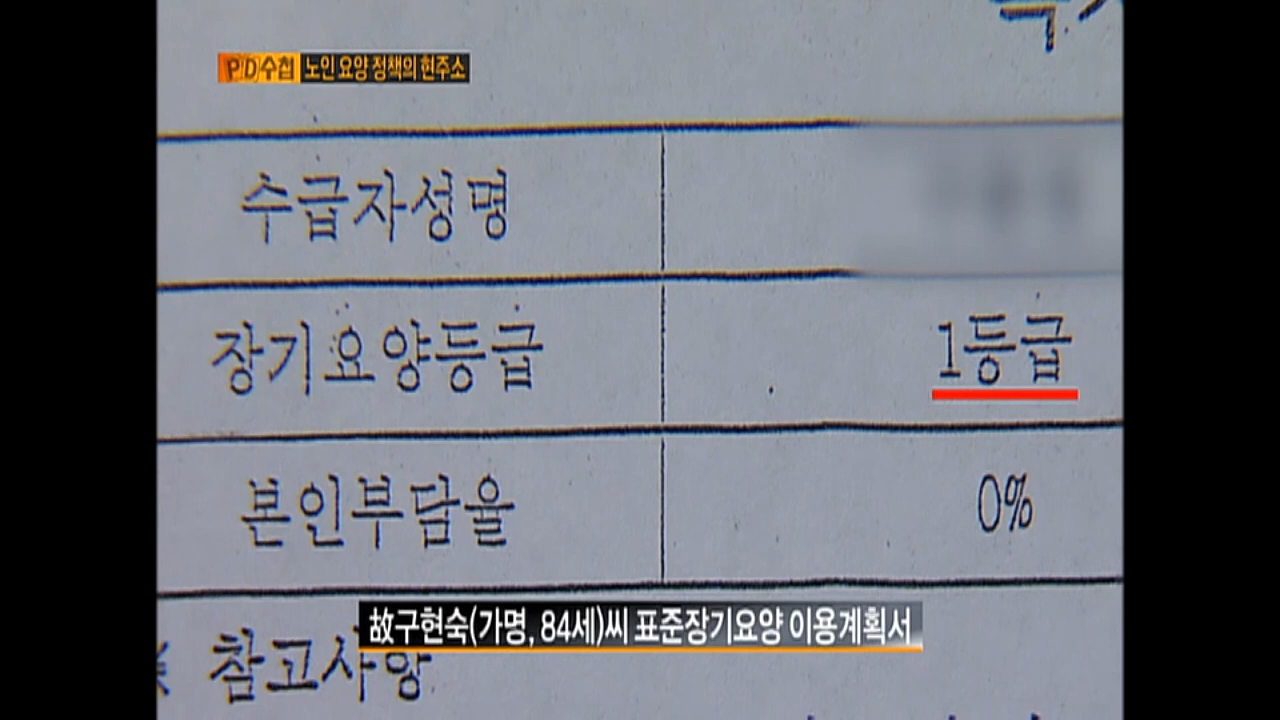 PD수첩 노인 요양 정책의 현주소
수급자성명
장기요양등급 1등급
본인부담율 0%
참고사항
故구현숙(가명, 84세)씨 표준장기요양 이용계획서